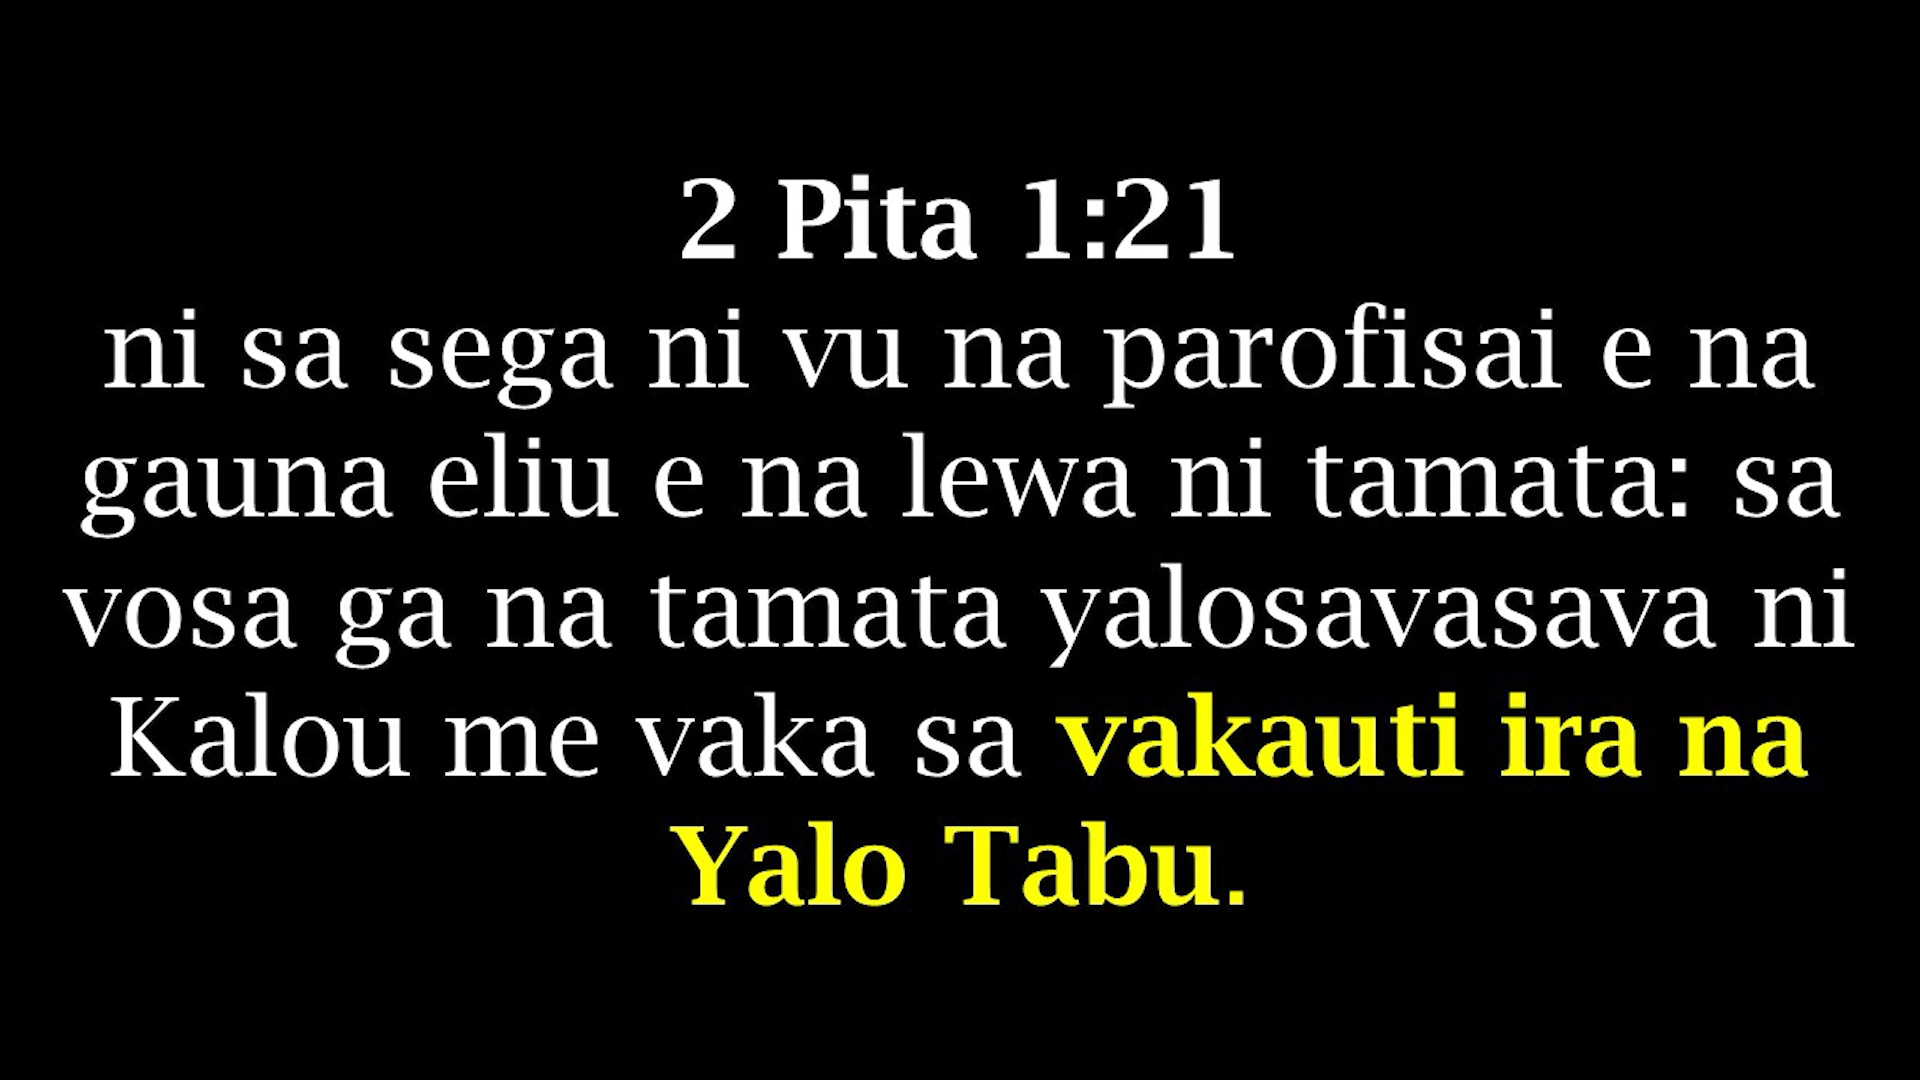 2 Pita 1:21
ni sa sega ni vu na parofisai e na
gauna eliu e na lewa ni tamata: sa
vosa ga na tamata yalosavasava ni
Kalou me vaka sa vakauti ira na
Yalo Tabu.